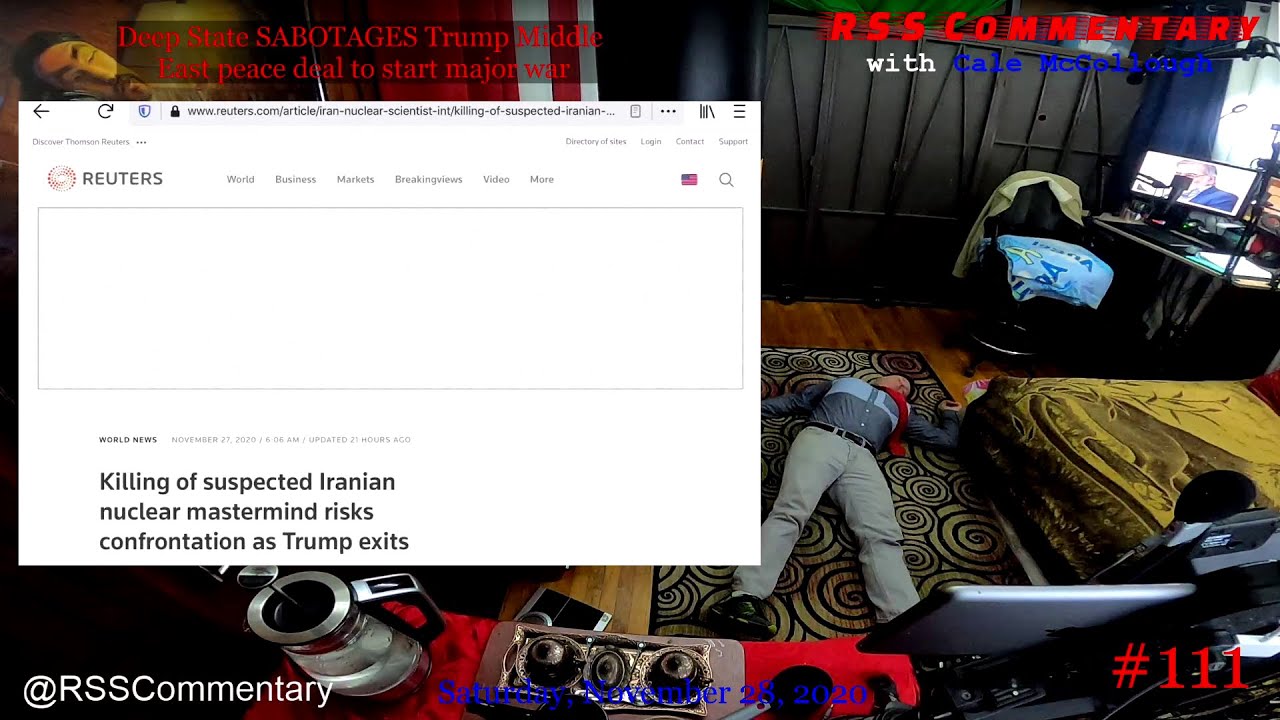 Deep State SABOTAGES Trump Middle
East peace deal to start major war
RSS Commentary
with Cale McCollough
www.reuters.com/article/iran-nuclear-scientist-int/killing-of-suspected-iranian-...
Discover Thomson Reuters
Directory of sites Login Contact Support
REUTERS
World Business Markets Breakingviews Video More
WORLD NEWS NOVEMBER 27, 2020 / 6:06 AM / UPDATED 21 HOURS AGO
Killing of suspected Iranian
nuclear mastermind risks
confrontation as Trump exits
#111
@RSSCommentary
Saturday, November 28, 2020